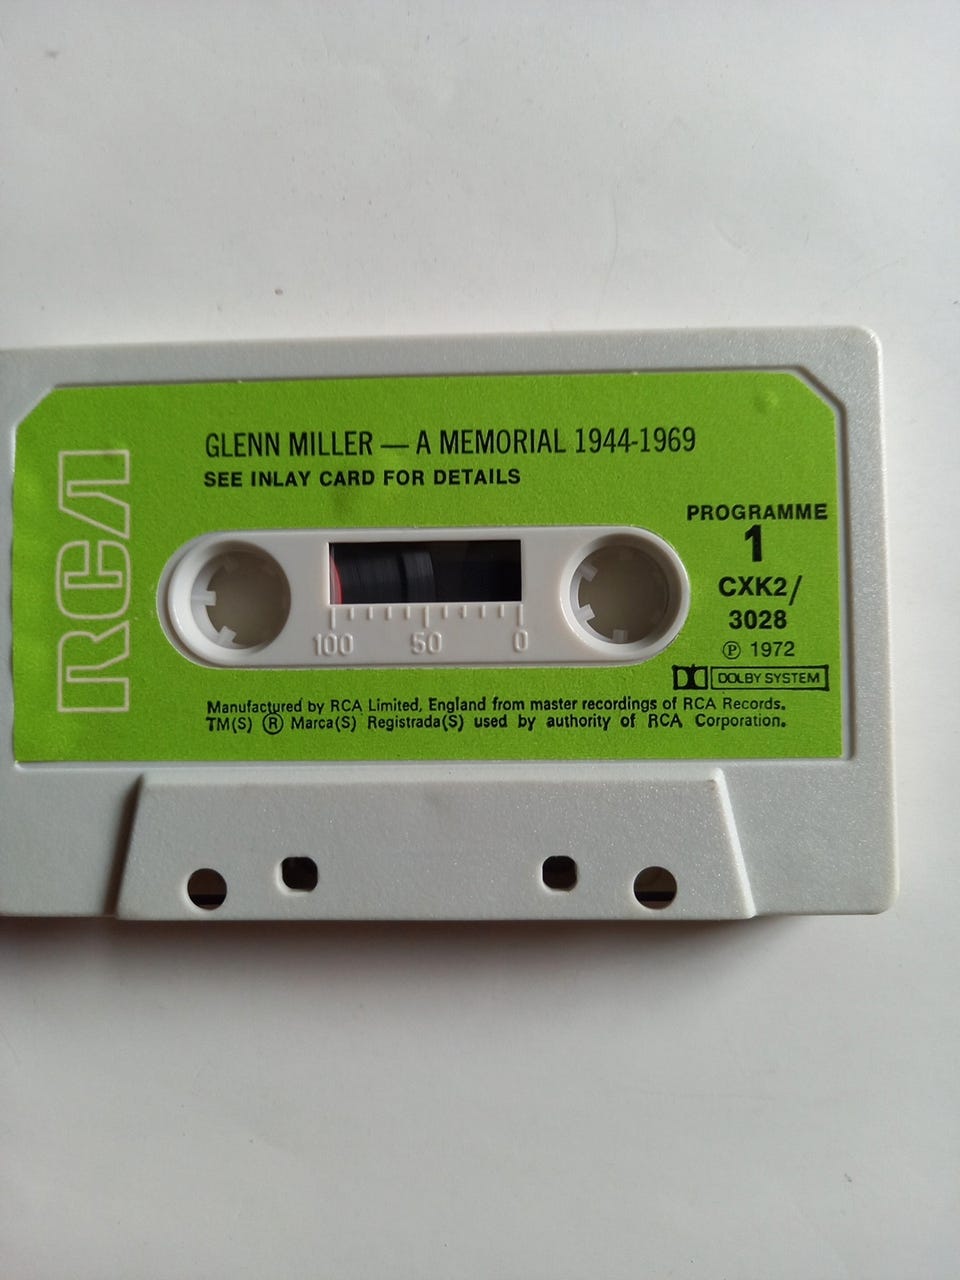 RCA
GLENN MILLER — A MEMORIAL 1944-1969
SEE INLAY CARD FOR DETAILS
PROGRAMME
1
CXK2/
3028
℗ 1972
DOLBY SYSTEM
100 50 0
Manufactured by RCA Limited, England from master recordings of RCA Records.
TM(S) ® Marca(S) Registrada(S) used by authority of RCA Corporation.